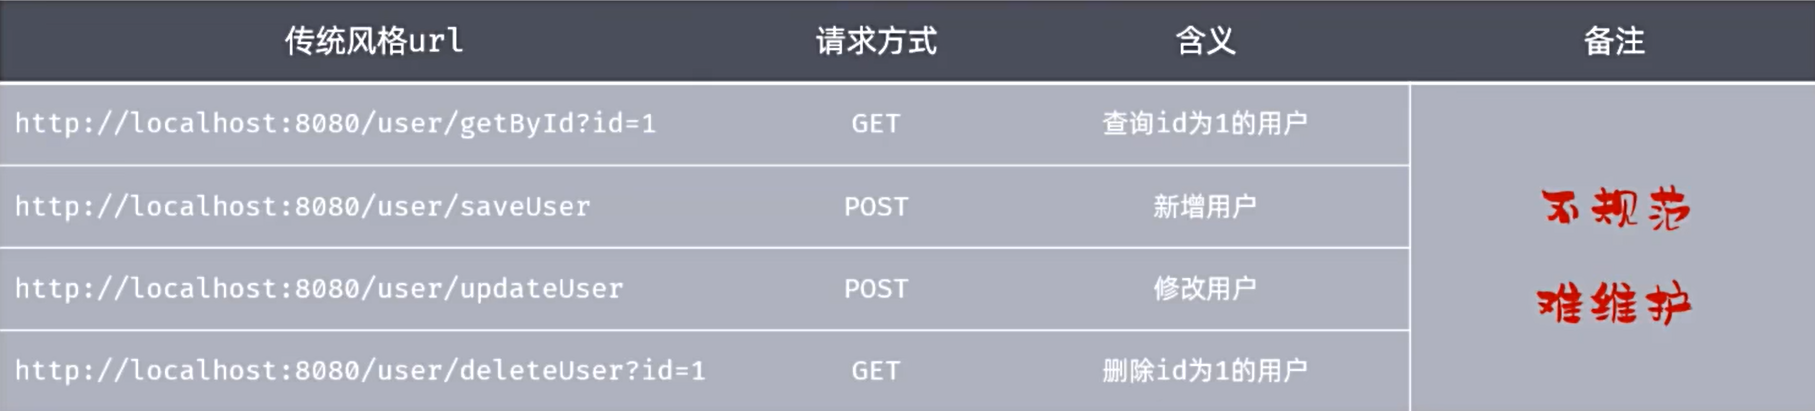 传统风格url 请求方式 含义 备注
http://localhost:8080/user/getById?id=1 GET 查询id为1的用户
http://localhost:8080/user/saveUser POST 新增用户
不规范
http://localhost:8080/user/updateUser POST 修改用户
难维护
http://localhost:8080/user/deleteUser?id=1 GET 删除id为1的用户